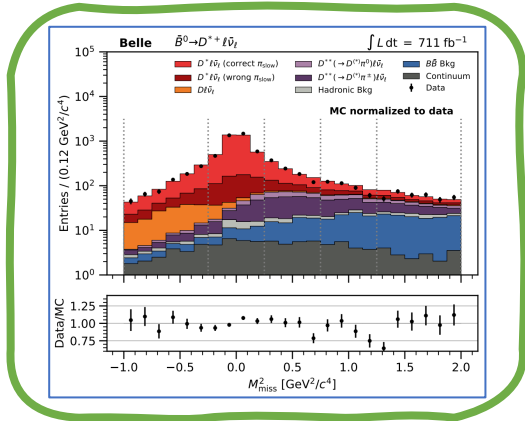 Belle B̄⁰→D*⁺ℓν̄ℓ ∫L dt = 711 fb⁻¹
D*ℓν̄ℓ (correct πslow) D**(→D(*)π⁰)ℓν̄ℓ BB̄ Bkg
D*ℓν̄ℓ (wrong πslow) D**(→D(*)π±)ℓν̄ℓ Continuum
Dℓν̄ℓ Hadronic Bkg Data
MC normalized to data
Entries / (0.12 GeV²/c⁴)
10⁵
10⁴
10³
10²
10¹
10⁰
Data/MC
1.25
1.00
0.75
−1.0 −0.5 0.0 0.5 1.0 1.5 2.0
M²miss [GeV²/c⁴]